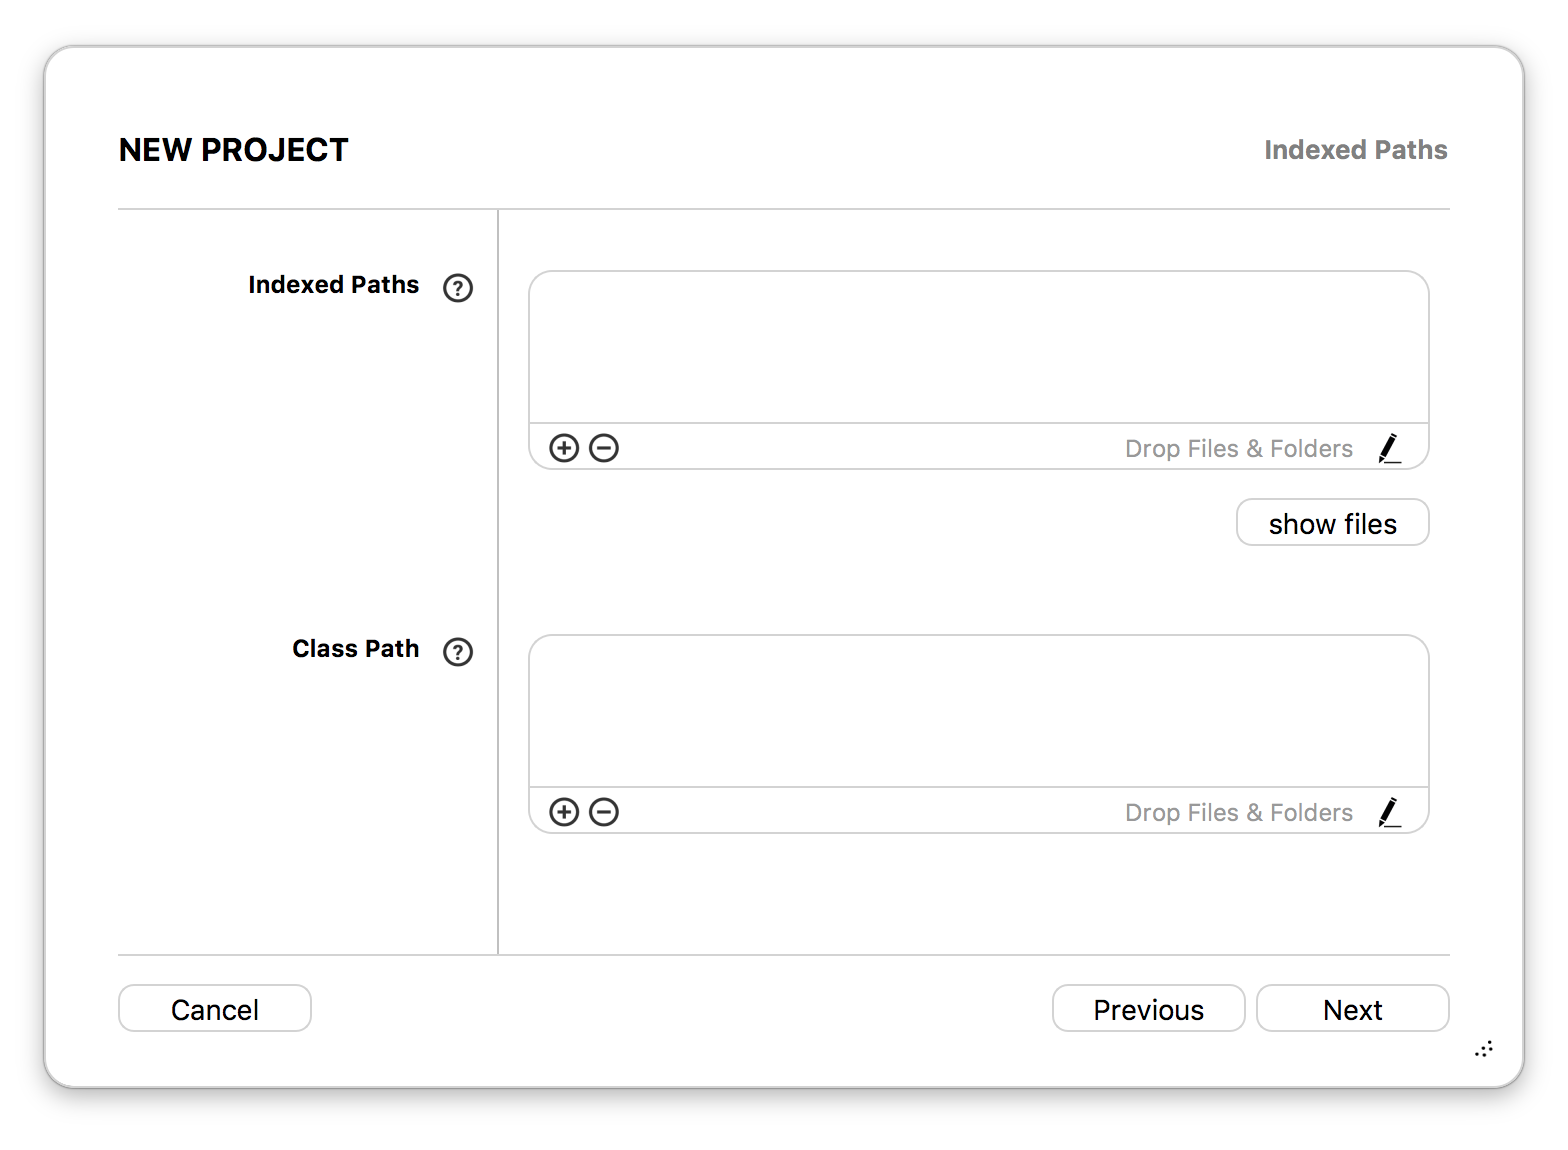 NEW PROJECT
Indexed Paths
Indexed Paths ?
Drop Files & Folders
show files
Class Path ?
Drop Files & Folders
Cancel
Previous
Next